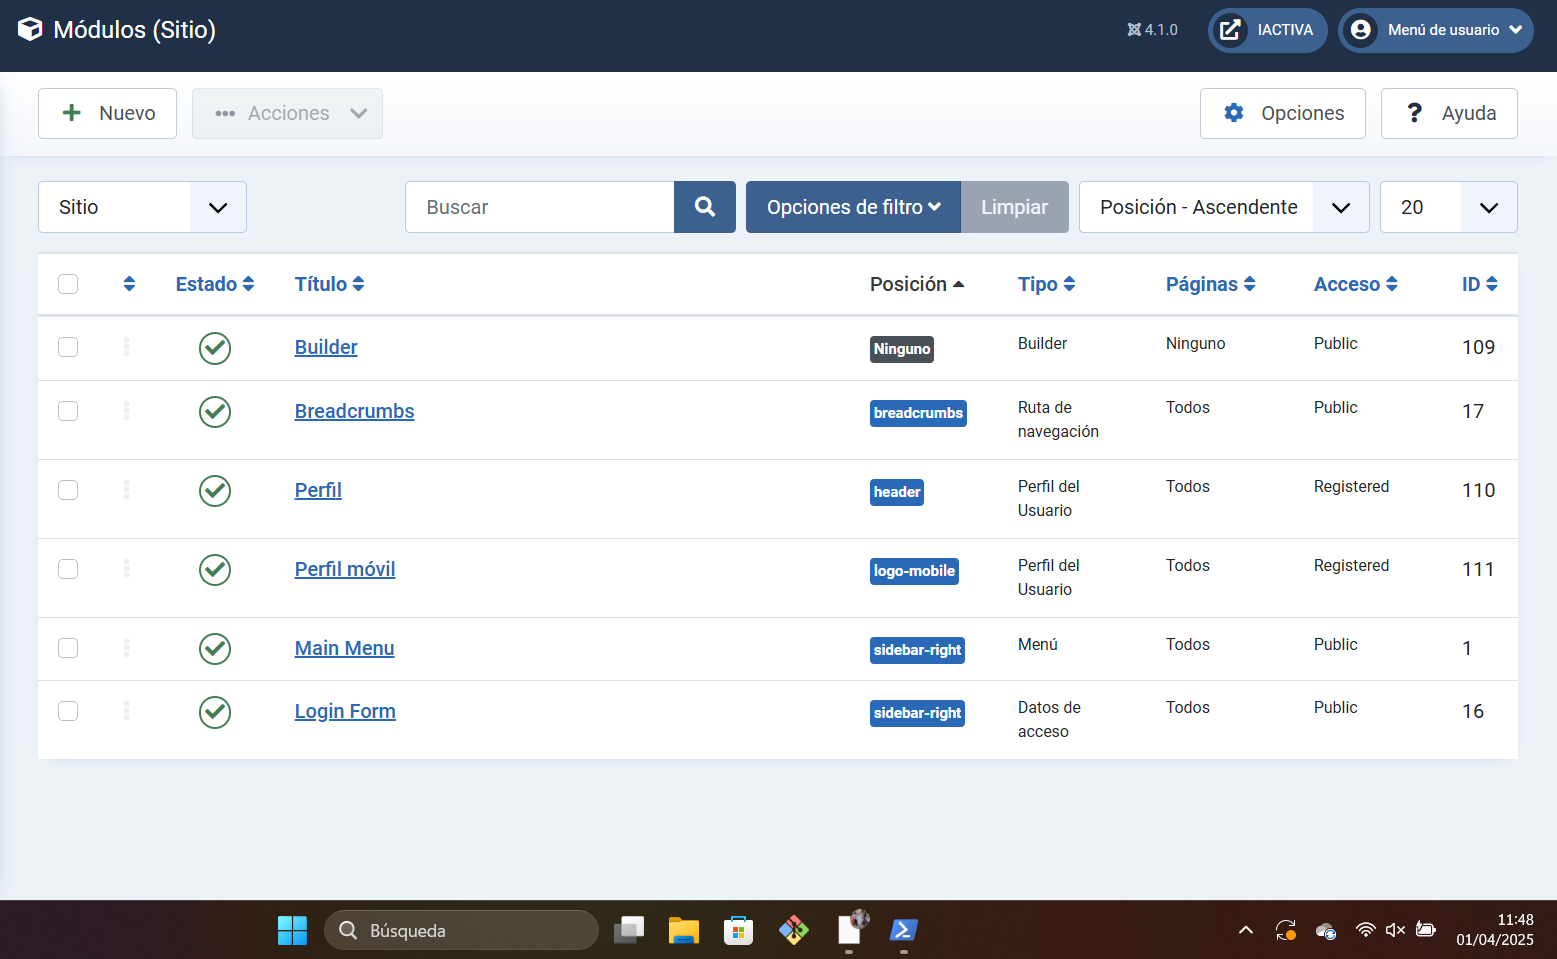 Módulos (Sitio)
4.1.0
IACTIVA
Menú de usuario
Nuevo
Acciones
Opciones
Ayuda
Sitio
Buscar
Opciones de filtro
Limpiar
Posición - Ascendente
20
Estado
Título
Posición
Tipo
Páginas
Acceso
ID
Builder
Ninguno
Builder
Ninguno
Public
109
Breadcrumbs
breadcrumbs
Ruta de
navegación
Todos
Public
17
Perfil
header
Perfil del
Usuario
Todos
Registered
110
Perfil móvil
logo-mobile
Perfil del
Usuario
Todos
Registered
111
Main Menu
sidebar-right
Menú
Todos
Public
1
Login Form
sidebar-right
Datos de
acceso
Todos
Public
16
Búsqueda
11:48
01/04/2025